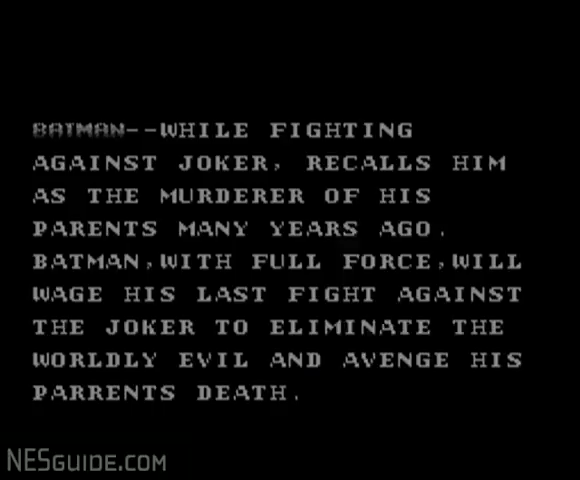 BATMAN--WHILE FIGHTING
AGAINST JOKER, RECALLS HIM
AS THE MURDERER OF HIS
PARENTS MANY YEARS AGO.
BATMAN,WITH FULL FORCE,WILL
WAGE HIS LAST FIGHT AGAINST
THE JOKER TO ELIMINATE THE
WORLDLY EVIL AND AVENGE HIS
PARRENTS DEATH.
NESGUIDE.COM